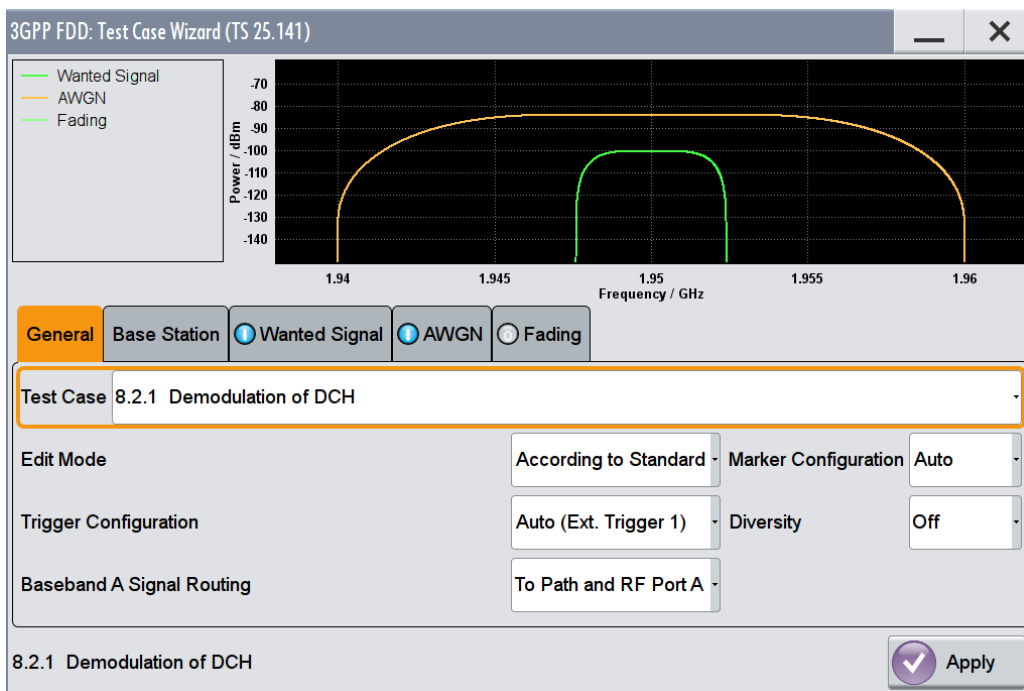 3GPP FDD: Test Case Wizard (TS 25.141)
Wanted Signal
AWGN
Fading
Power / dBm
-70
-80
-90
-100
-110
-120
-130
-140
1.94 1.945 1.95 1.955 1.96
Frequency / GHz
General Base Station Wanted Signal AWGN Fading
Test Case 8.2.1 Demodulation of DCH
Edit Mode According to Standard Marker Configuration Auto
Trigger Configuration Auto (Ext. Trigger 1) Diversity Off
Baseband A Signal Routing To Path and RF Port A
8.2.1 Demodulation of DCH Apply